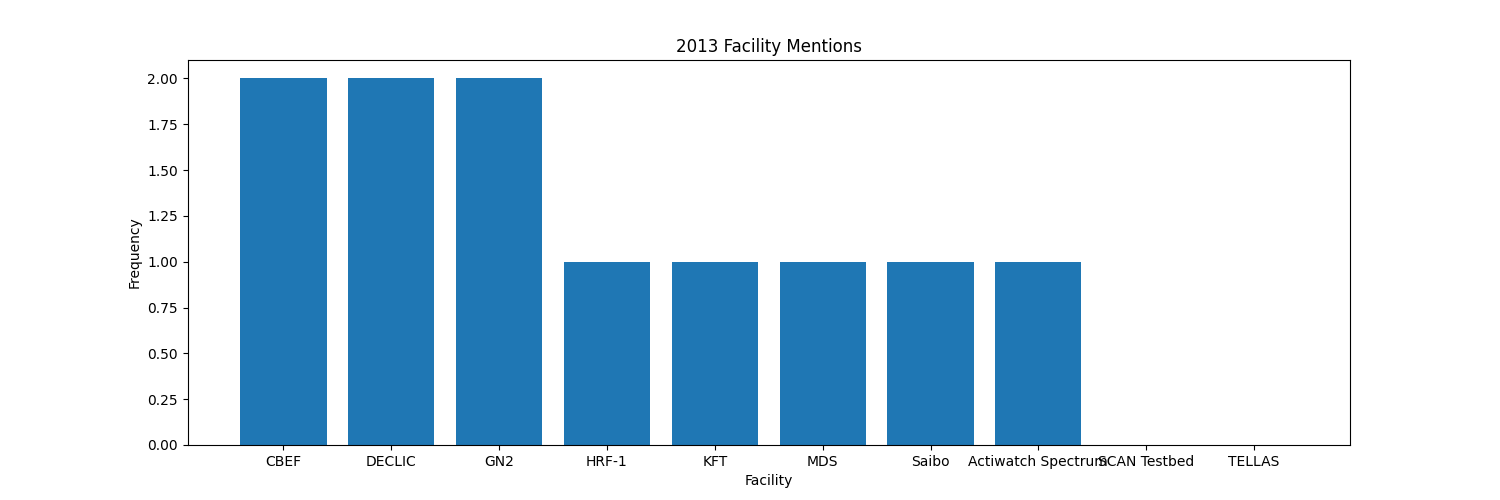 2013 Facility Mentions
2.00
1.75
1.50
1.25
1.00
0.75
0.50
0.25
0.00
Frequency
CBEF DECLIC GN2 HRF-1 KFT MDS Saibo Actiwatch Spectrum SCAN Testbed TELLAS
Facility